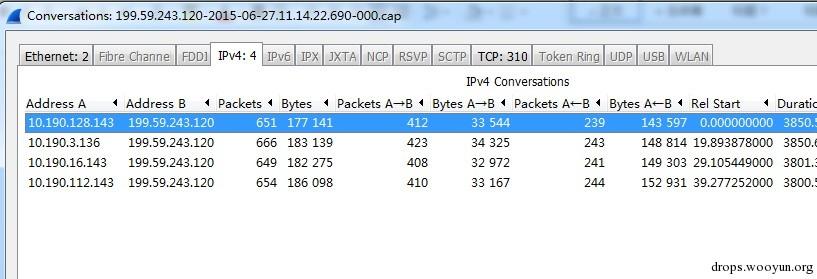 Conversations: 199.59.243.120-2015-06-27.11.14.22.690-000.cap
Ethernet: 2 Fibre Channe FDDI IPv4: 4 IPv6 IPX JXTA NCP RSVP SCTP TCP: 310 Token Ring UDP USB WLAN
IPv4 Conversations
Address A Address B Packets Bytes Packets A→B Bytes A→B Packets A←B Bytes A←B Rel Start Duratio
10.190.128.143 199.59.243.120 651 177 141 412 33 544 239 143 597 0.000000000 3850.5
10.190.3.136 199.59.243.120 666 183 139 423 34 325 243 148 814 19.893878000 3850.6
10.190.16.143 199.59.243.120 649 182 275 408 32 972 241 149 303 29.105449000 3801.3
10.190.112.143 199.59.243.120 654 186 098 410 33 167 244 152 931 39.277252000 3800.5
drops.wooyun.org